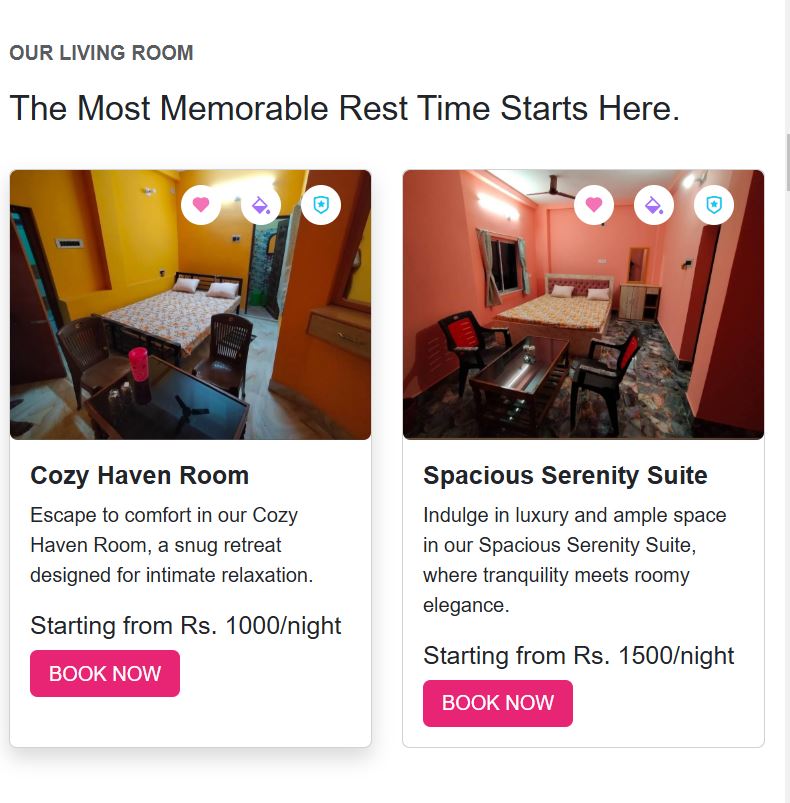 OUR LIVING ROOM
The Most Memorable Rest Time Starts Here.
Cozy Haven Room
Escape to comfort in our Cozy
Haven Room, a snug retreat
designed for intimate relaxation.
Starting from Rs. 1000/night
BOOK NOW
Spacious Serenity Suite
Indulge in luxury and ample space
in our Spacious Serenity Suite,
where tranquility meets roomy
elegance.
Starting from Rs. 1500/night
BOOK NOW